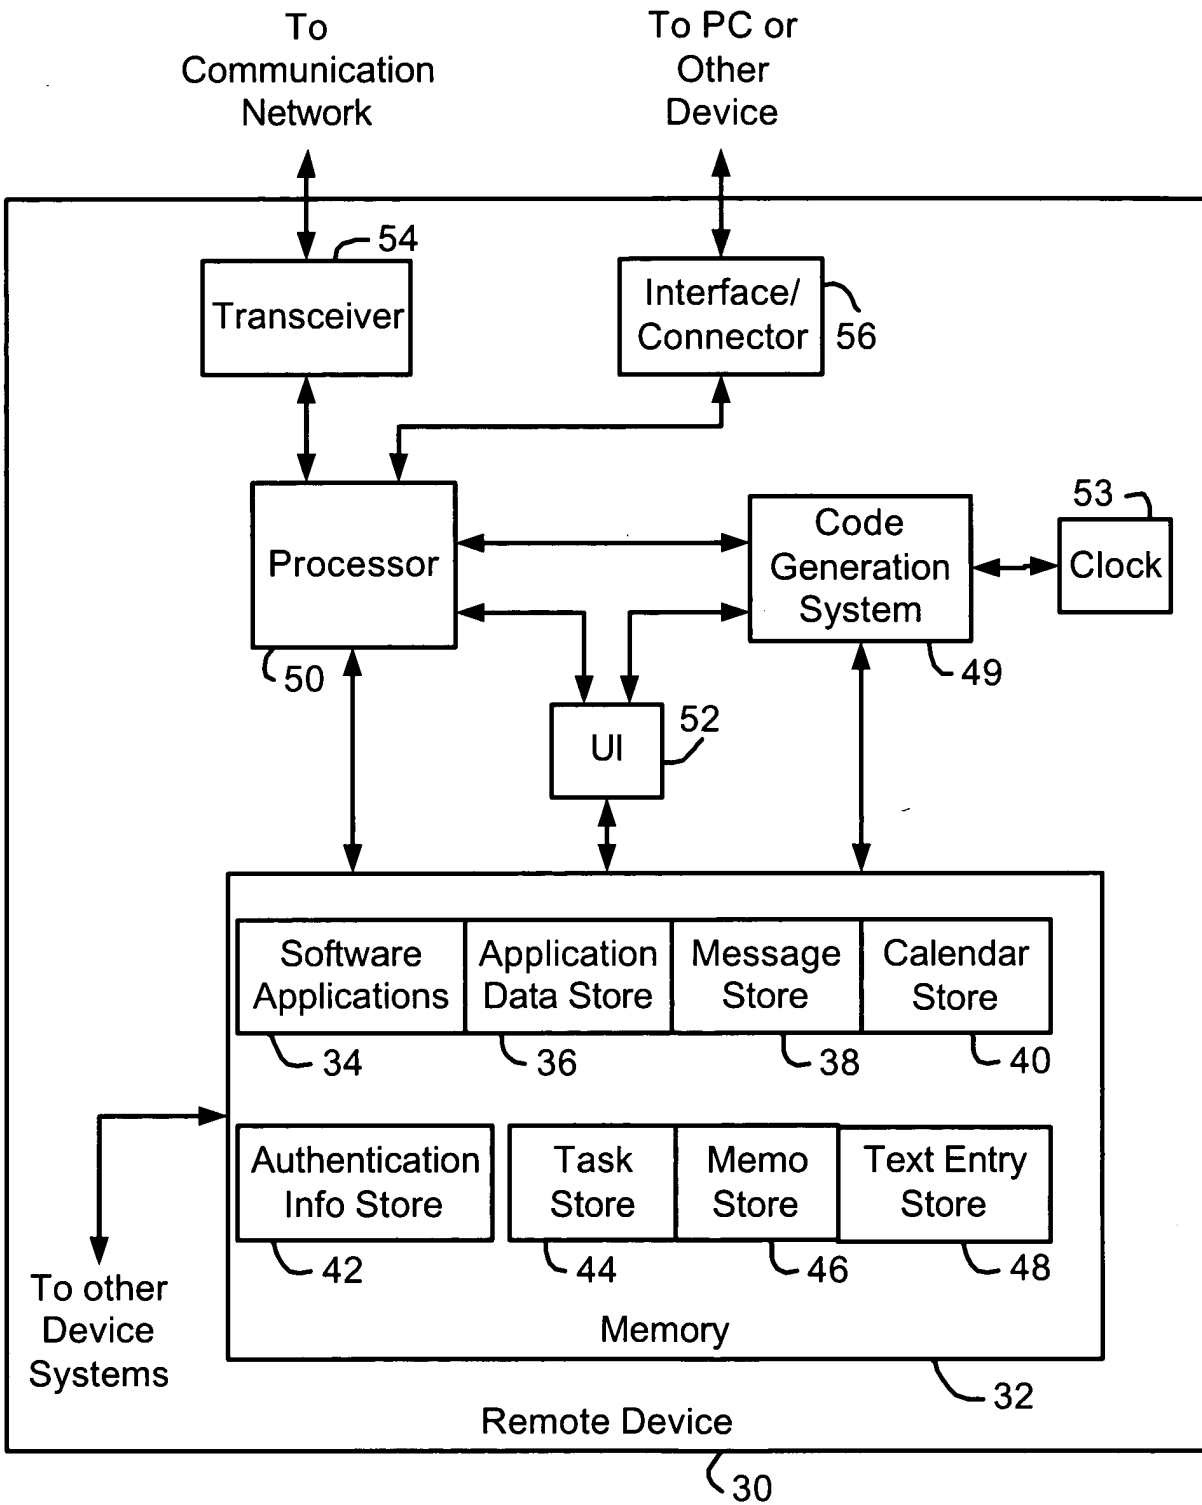 To
Communication
Network
To PC or
Other
Device
54
Transceiver
Interface/
Connector
56
Processor
50
Code
Generation
System
49
53
Clock
UI
52
Software
Applications
34
Application
Data Store
36
Message
Store
38
Calendar
Store
40
Authentication
Info Store
42
Task
Store
44
Memo
Store
46
Text Entry
Store
48
Memory
32
To other
Device
Systems
Remote Device
30